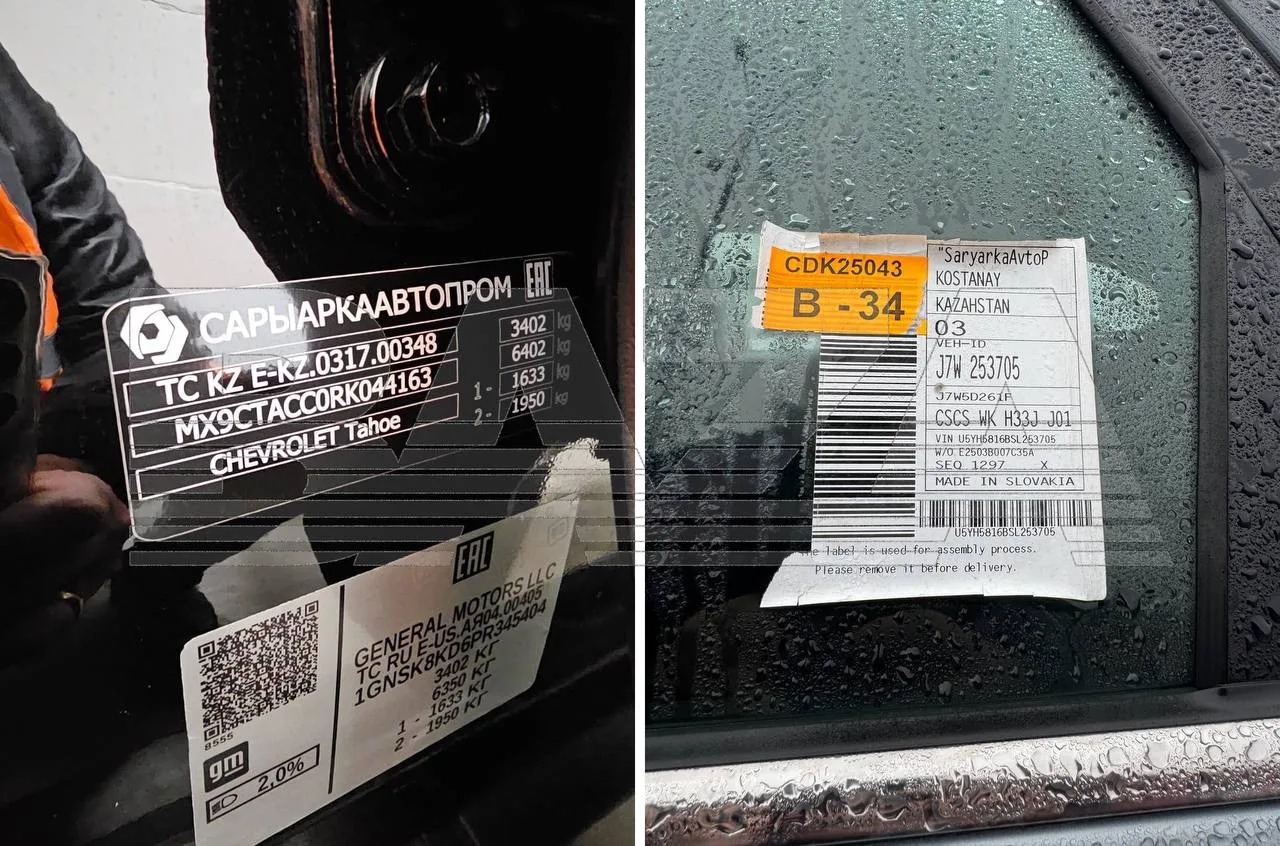 САРЫАРКААВТОПРОМ EAC
TC KZ E-KZ.0317.00348
MX9CTACC0RK044163
CHEVROLET Tahoe
3402 kg
6402 kg
1 - 1633 kg
2 - 1950 kg
EAC
GENERAL MOTORS LLC
TC RU E-US.АЯ04.00405
1GNSK8KD6PR345404
3402 КГ
6350 КГ
1 - 1633 КГ
2 - 1950 КГ
8555
gm
2,0%
CDK25043
B - 34
"SaryarkaAvtoP
KOSTANAY
KAZAHSTAN
03
VEH-ID
J7W 253705
J7W5D261F
CSCS WK H33J J01
VIN U5YH5816BSL253705
W/O E2503B007C35A
SEQ 1297 X
MADE IN SLOVAKIA
U5YH5816BSL253705
he label is used for assembly process.
Please remove it before delivery.